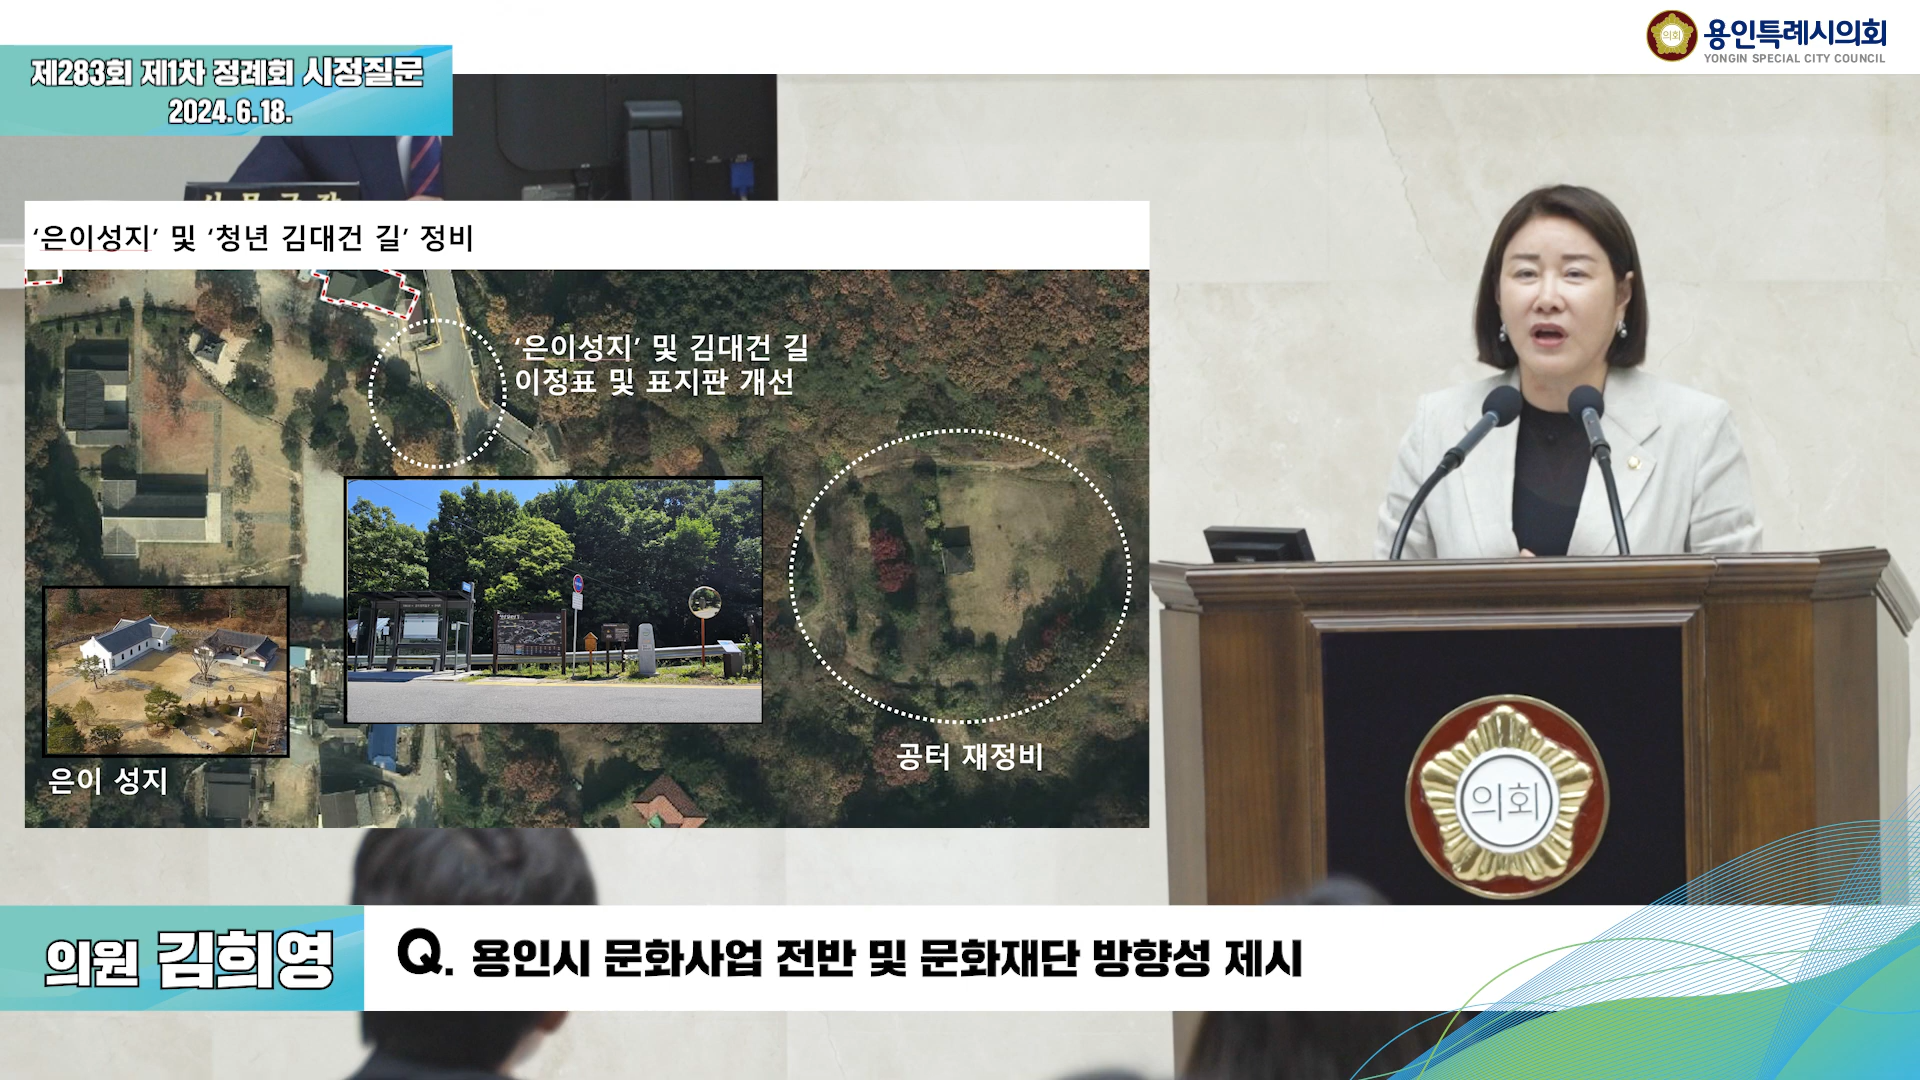 용인특례시의회
YONGIN SPECIAL CITY COUNCIL
제283회 제1차 정례회 시정질문
2024. 6. 18.
‘은이성지’ 및 ‘청년 김대건 길’ 정비
‘은이성지’ 및 김대건 길
이정표 및 표지판 개선
공터 재정비
은이 성지
의회
의원 김희영
Q. 용인시 문화사업 전반 및 문화재단 방향성 제시